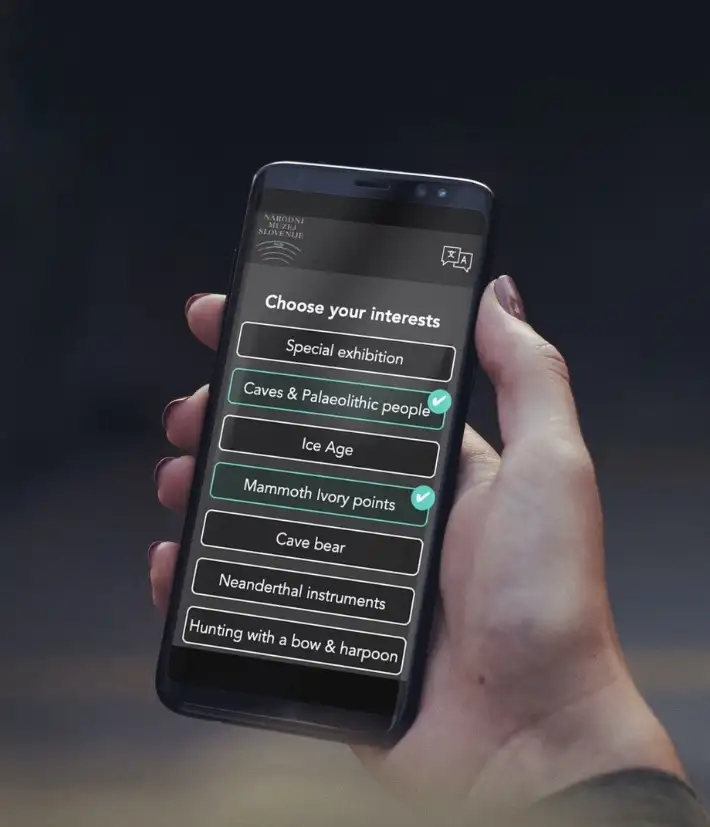 NARODNI
MUZEJ
SLOVENIJE
文 A
Choose your interests
Special exhibition
Caves & Palaeolithic people
Ice Age
Mammoth Ivory points
Cave bear
Neanderthal instruments
Hunting with a bow & harpoon